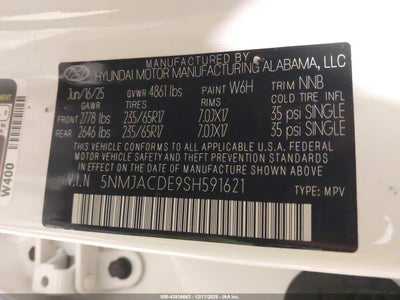 MANUFACTURED BY
HYUNDAI MOTOR MANUFACTURING ALABAMA, LLC
Jun/16/25 GVWR 4861 lbs PAINT W6H TRIM NNB
GAWR TIRES RIMS COLD TIRE INF.
FRONT 2778 lbs 235/65R17 7.0JX17 35 psi SINGLE
REAR 2646 lbs 235/65R17 7.0JX17 35 psi SINGLE
THIS VEHICLE CONFORMS TO ALL APPLICABLE U.S.A. FEDERAL
MOTOR VEHICLE SAFETY AND THEFT PREVENTION STANDARDS IN
EFFECT ON THE DATE OF MANUFACTURE SHOWN ABOVE.
V.I.N 5NMJACDE9SH591621
TYPE: MPV
W400